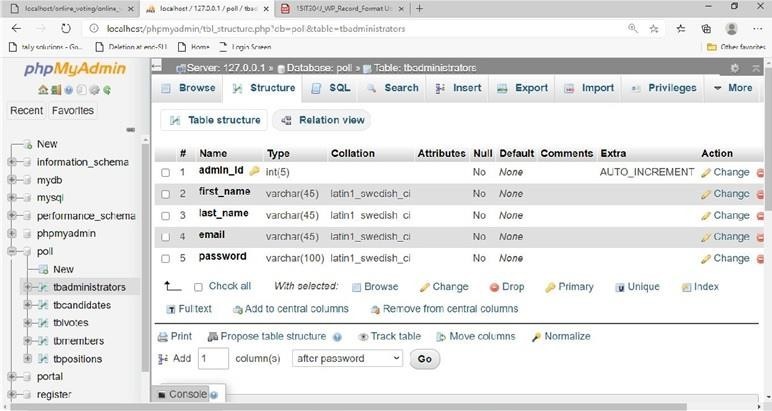 localhost/online_voting/online_
localhost / 127.0.0.1 / poll / tbad
15IT304J_WP_Record_Format Us
localhost/phpmyadmin/tbl_structure.php?db=poll&table=tbadministrators
tally solutions - Go...
Deletion at end-SLL
Home
Login Screen
Other favorites
phpMyAdmin
Recent Favorites
New
information_schema
mydb
mysql
performance_schema
phpmyadmin
poll
New
tbadministrators
tbcandidates
tblvotes
tbmembers
tbpositions
portal
register
Server: 127.0.0.1 » Database: poll » Table: tbadministrators
Browse Structure SQL Search Insert Export Import Privileges More
Table structure Relation view
# Name Type Collation Attributes Null Default Comments Extra Action
1 admin_id int(5) No None AUTO_INCREMENT Change
2 first_name varchar(45) latin1_swedish_ci No None Change
3 last_name varchar(45) latin1_swedish_ci No None Change
4 email varchar(45) latin1_swedish_ci No None Change
5 password varchar(100) latin1_swedish_ci No None Change
Check all With selected: Browse Change Drop Primary Unique Index
Fulltext Add to central columns Remove from central columns
Print Propose table structure Track table Move columns Normalize
Add 1 column(s) after password Go
Console